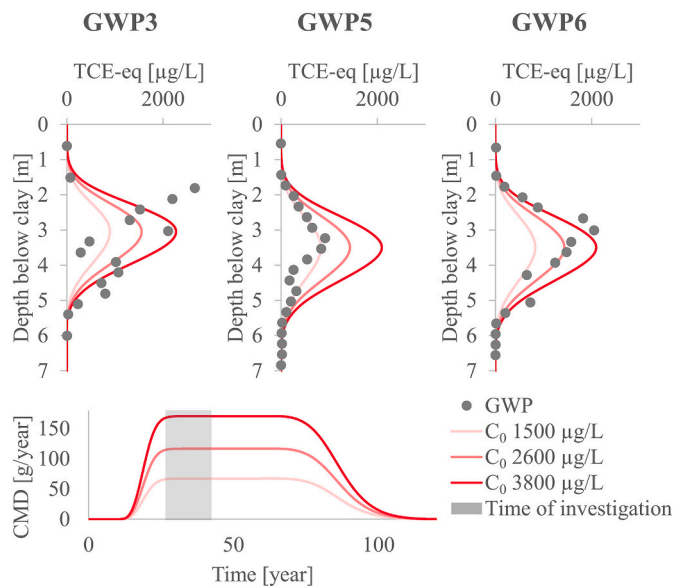 GWP3 GWP5 GWP6
TCE-eq [µg/L] TCE-eq [µg/L] TCE-eq [µg/L]
0 2000 0 2000 0 2000
Depth below clay [m]
0
1
2
3
4
5
6
7
Depth below clay [m]
0
1
2
3
4
5
6
7
Depth below clay [m]
0
1
2
3
4
5
6
7
CMD [g/year]
150
100
50
0
0 50 100
Time [year]
GWP
C₀ 1500 µg/L
C₀ 2600 µg/L
C₀ 3800 µg/L
Time of investigation